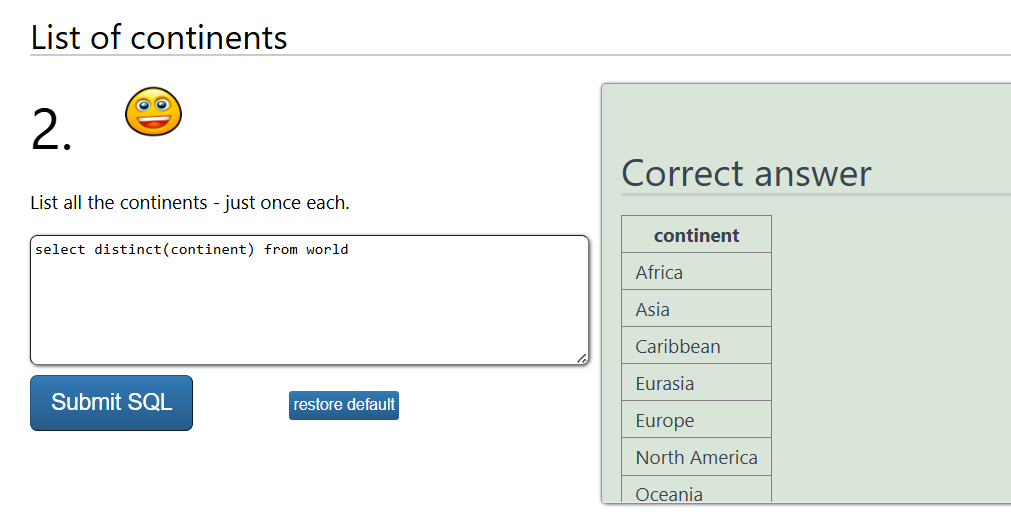 List of continents
2.
List all the continents - just once each.
select distinct(continent) from world
Submit SQL
restore default
Correct answer
continent
Africa
Asia
Caribbean
Eurasia
Europe
North America
Oceania